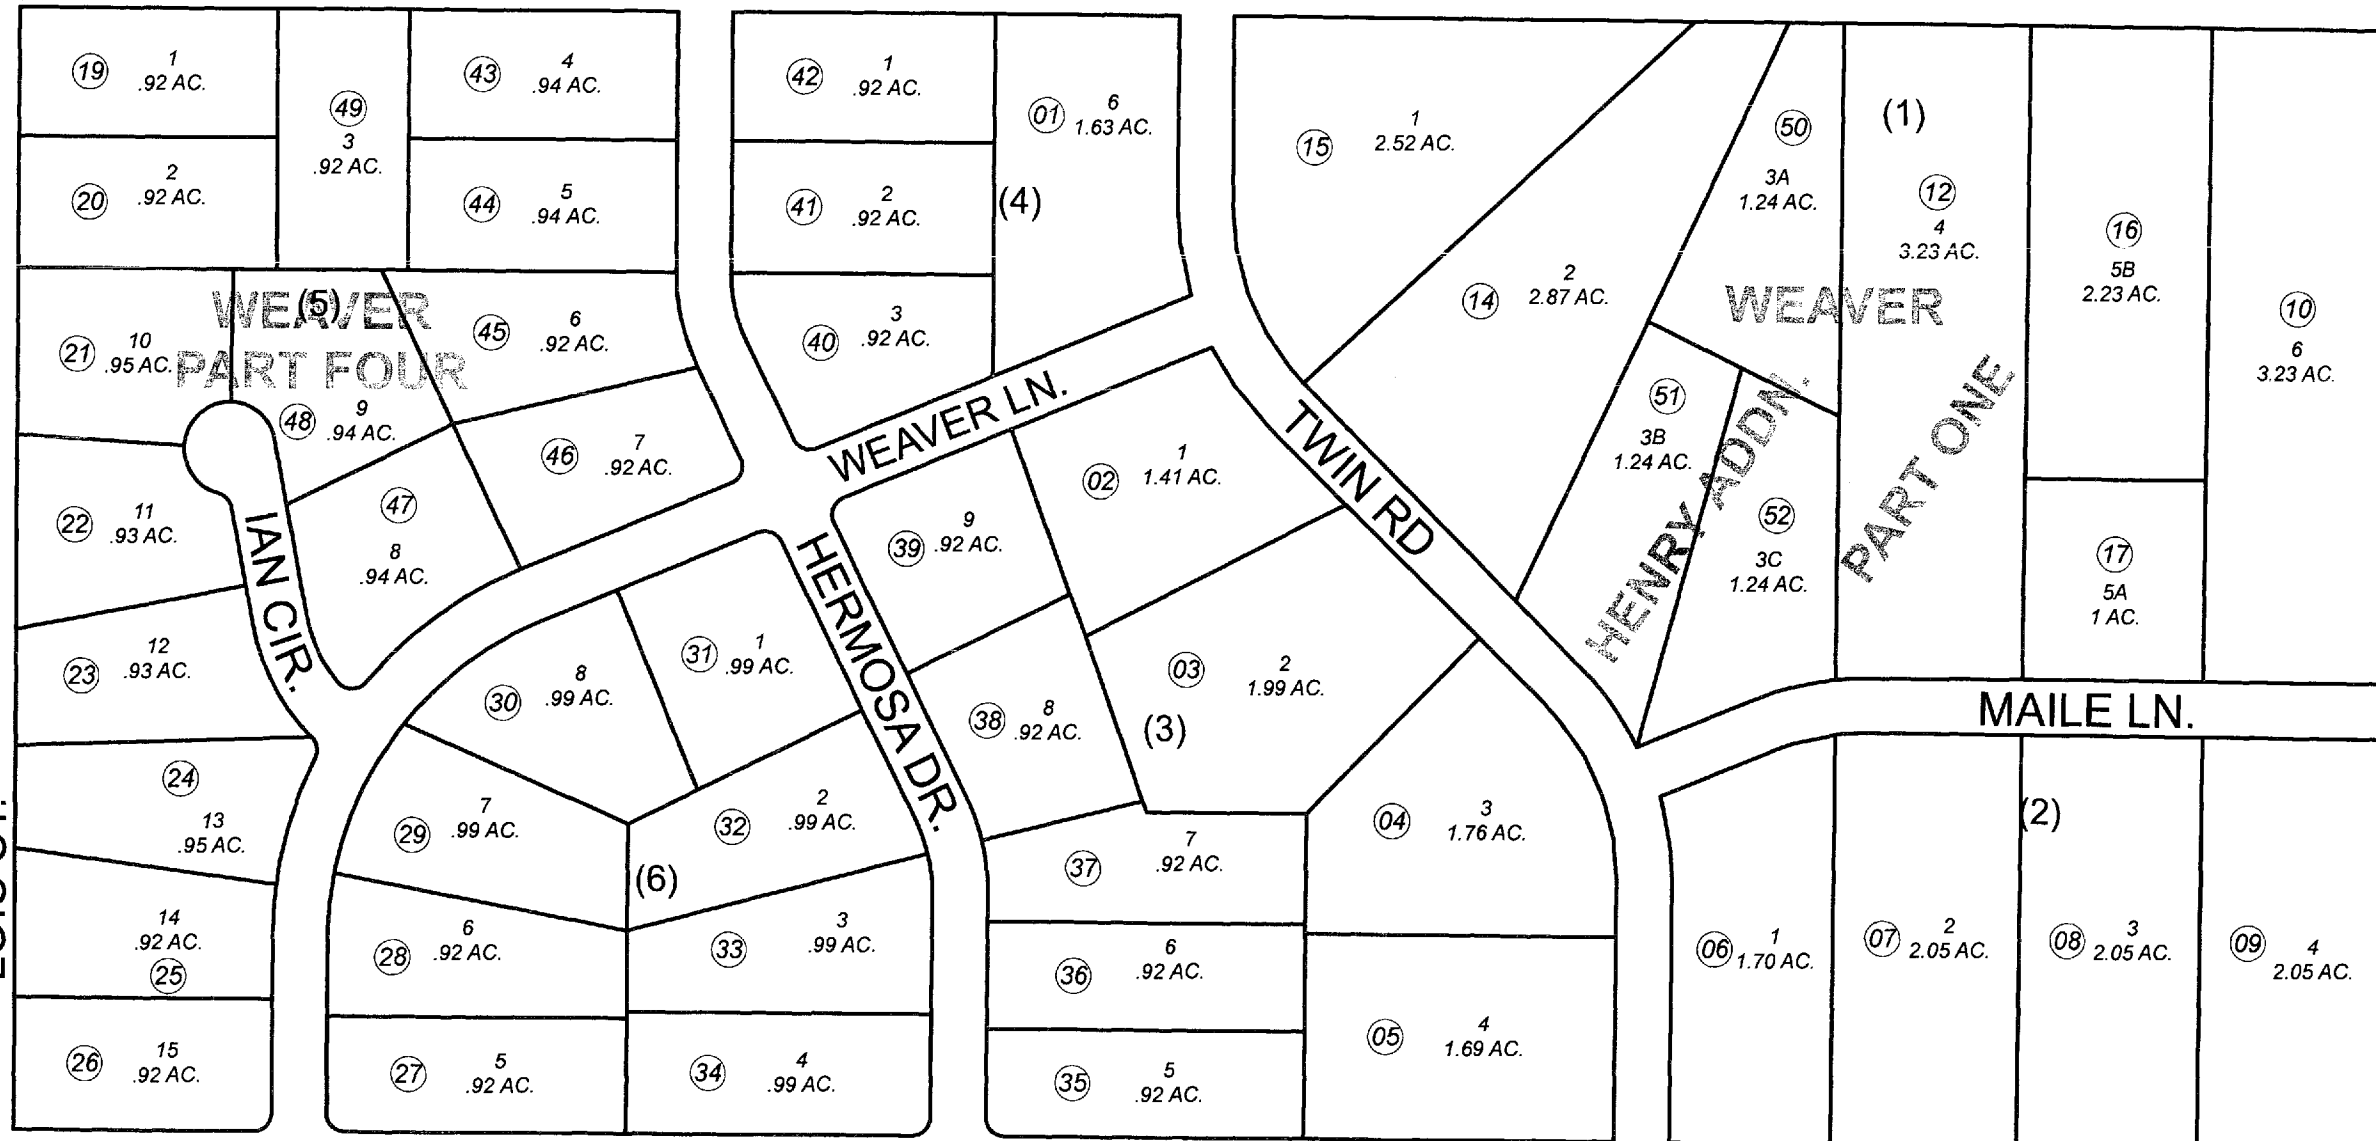 19
1
.92 AC.
20
2
.92 AC.
49
3
.92 AC.
43
4
.94 AC.
44
5
.94 AC.
42
1
.92 AC.
41
2
.92 AC.
40
3
.92 AC.
01
6
1.63 AC.
(4)
15
1
2.52 AC.
14
2
2.87 AC.
50
3A
1.24 AC.
(1)
12
4
3.23 AC.
16
5B
2.23 AC.
10
6
3.23 AC.
WEAVER
PART FOUR
(5)
21
10
.95 AC.
48
9
.94 AC.
45
6
.92 AC.
46
7
.92 AC.
47
8
.94 AC.
22
11
.93 AC.
23
12
.93 AC.
24
13
.95 AC.
14
.92 AC.
25
26
15
.92 AC.
IAN CIR.
WEAVER LN.
HERMOSA DR.
TWIN RD
MAILE LN.
WEAVER
HENRY ADDN.
PART ONE
51
3B
1.24 AC.
52
3C
1.24 AC.
17
5A
1 AC.
02
1
1.41 AC.
39
9
.92 AC.
38
8
.92 AC.
03
2
1.99 AC.
(3)
04
3
1.76 AC.
05
4
1.69 AC.
37
7
.92 AC.
36
6
.92 AC.
35
5
.92 AC.
31
1
.99 AC.
30
8
.99 AC.
29
7
.99 AC.
32
2
.99 AC.
(6)
28
6
.92 AC.
33
3
.99 AC.
27
5
.92 AC.
34
4
.99 AC.
(2)
06
1
1.70 AC.
07
2
2.05 AC.
08
3
2.05 AC.
09
4
2.05 AC.